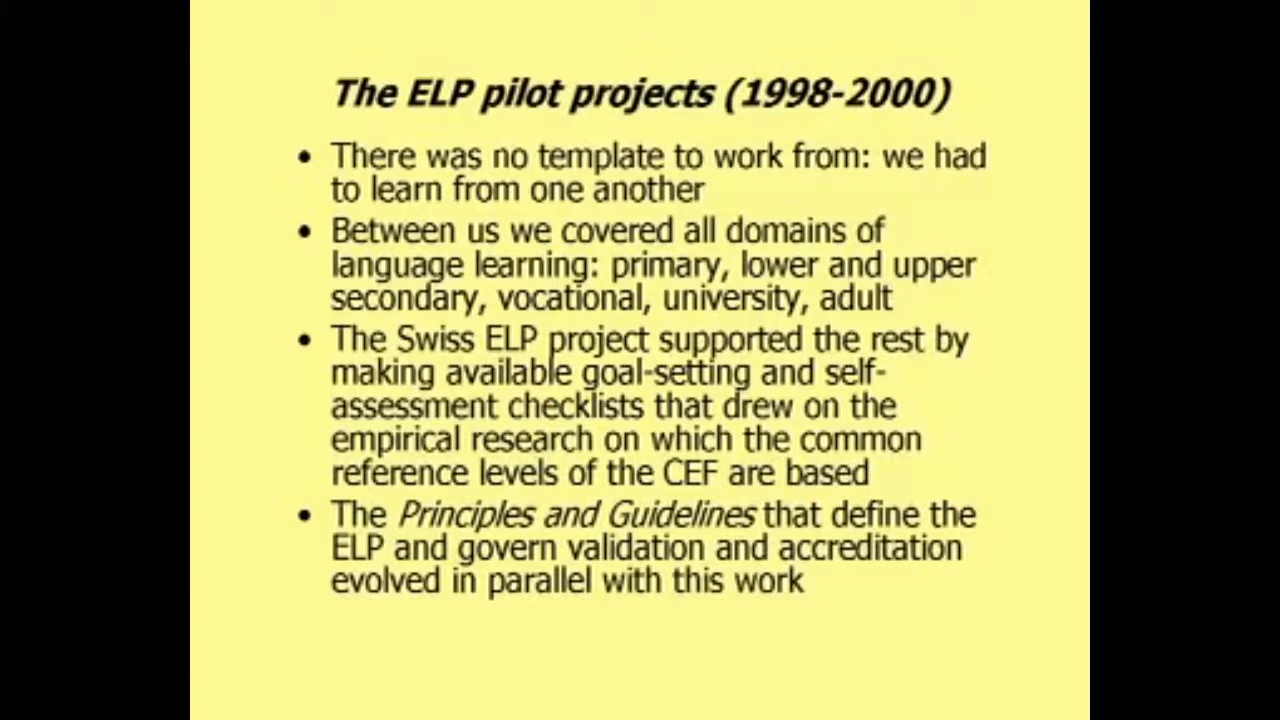 The ELP pilot projects (1998-2000)
• There was no template to work from: we had
to learn from one another
• Between us we covered all domains of
language learning: primary, lower and upper
secondary, vocational, university, adult
• The Swiss ELP project supported the rest by
making available goal-setting and self-
assessment checklists that drew on the
empirical research on which the common
reference levels of the CEF are based
• The Principles and Guidelines that define the
ELP and govern validation and accreditation
evolved in parallel with this work